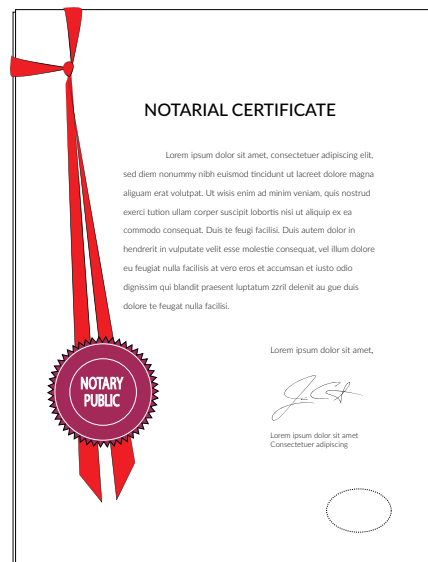 NOTARIAL CERTIFICATE
Lorem ipsum dolor sit amet, consectetuer adipiscing elit,
sed diem nonummy nibh euismod tincidunt ut lacreet dolore magna
aliguam erat volutpat. Ut wisis enim ad minim veniam, quis nostrud
exerci tution ullam corper suscipit lobortis nisi ut aliquip ex ea
commodo consequat. Duis te feugi facilisi. Duis autem dolor in
hendrerit in vulputate velit esse molestie consequat, vel illum dolore
eu feugiat nulla facilisis at vero eros et accumsan et iusto odio
dignissim qui blandit praesent luptatum zzril delenit au gue duis
dolore te feugat nulla facilisi.
Lorem ipsum dolor sit amet,
NOTARY
PUBLIC
Lorem ipsum dolor sit amet
Consectetuer adipiscing